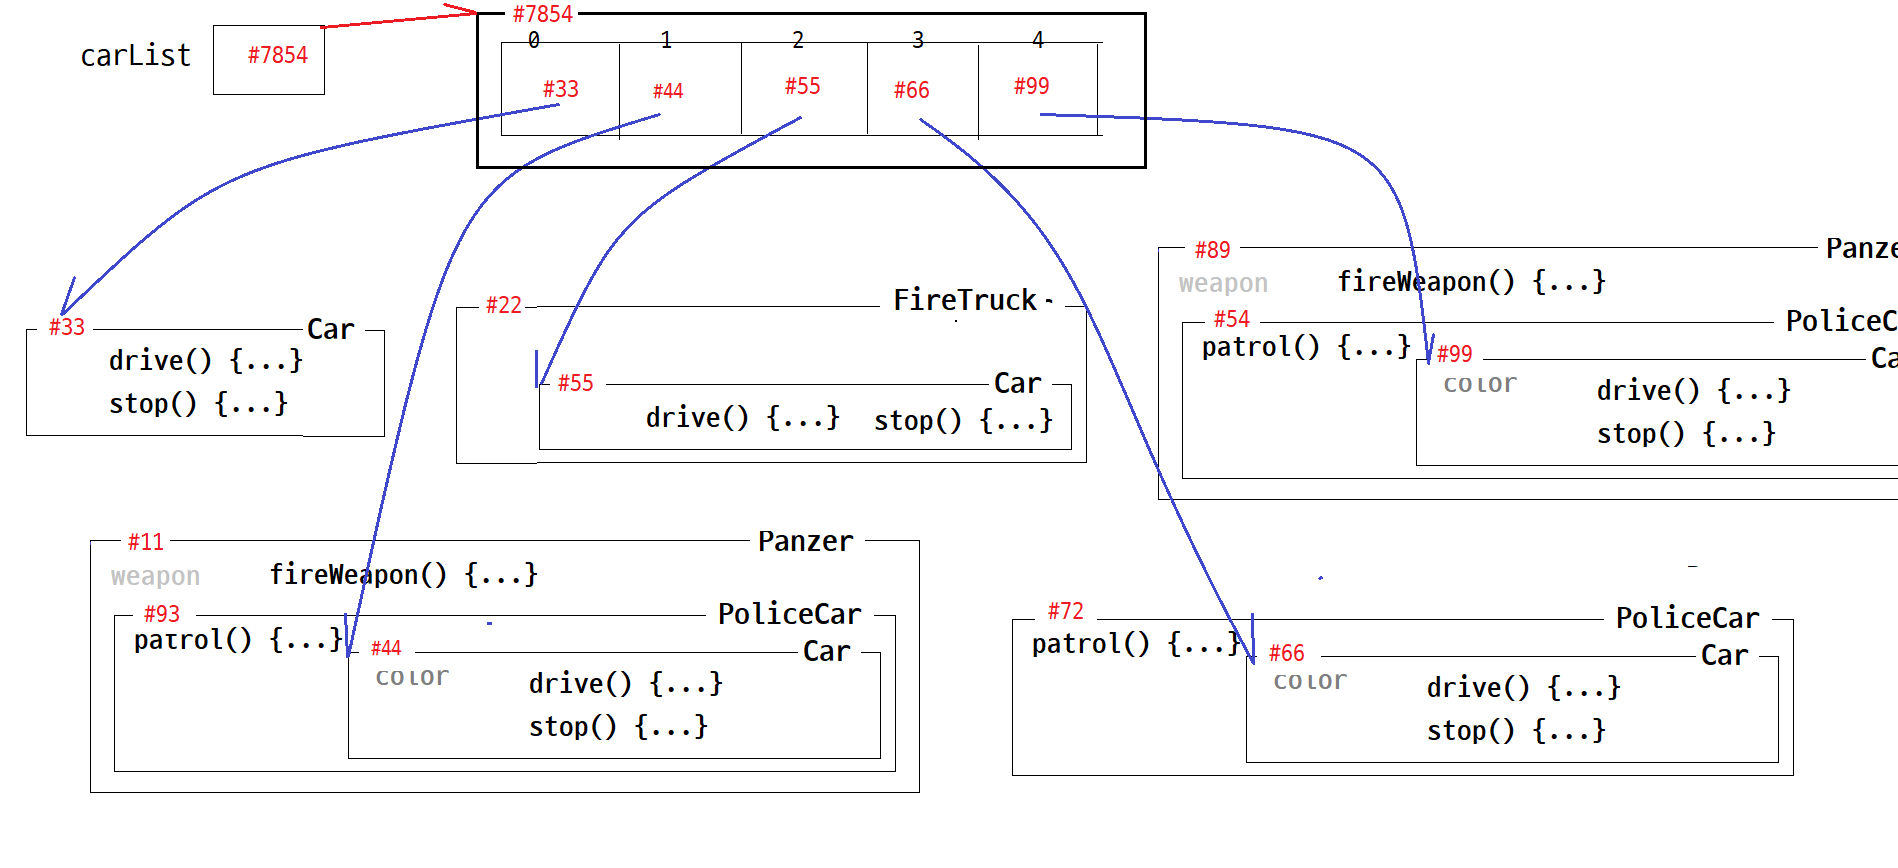 #7854
carList #7854
0 1 2 3 4
#33 #44 #55 #66 #99
#33 Car
drive() {...}
stop() {...}
#22 FireTruck
#55 Car
drive() {...} stop() {...}
#89 Panze
weapon fireWeapon() {...}
#54 PoliceC
patrol() {...}
#99 Ca
color drive() {...}
stop() {...}
#11 Panzer
weapon fireWeapon() {...}
#93 PoliceCar
patrol() {...}
#44 Car
color drive() {...}
stop() {...}
#72 PoliceCar
patrol() {...}
#66 Car
color drive() {...}
stop() {...}